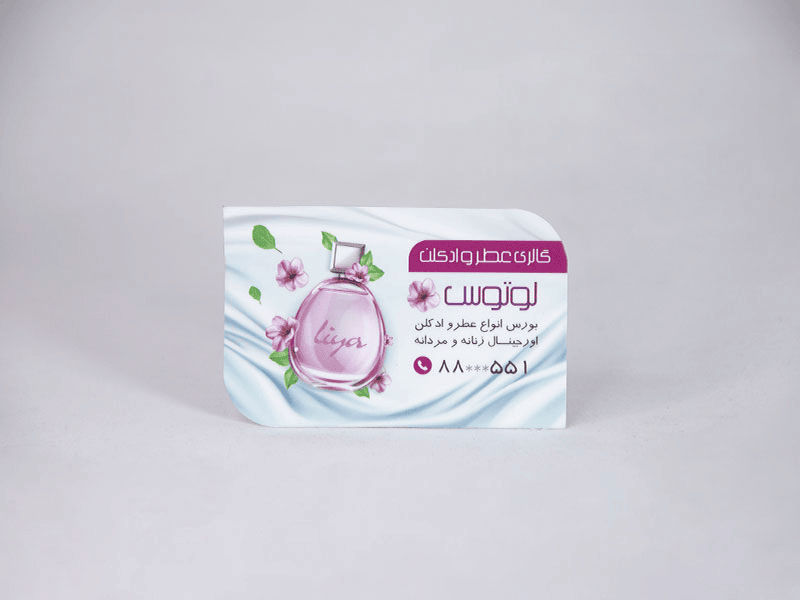 گالری عطر و ادکلن
لوتوس
بورس انواع عطر و ادکلن
اورجینال زنانه و مردانه
۸۸***۵۵۱
liya